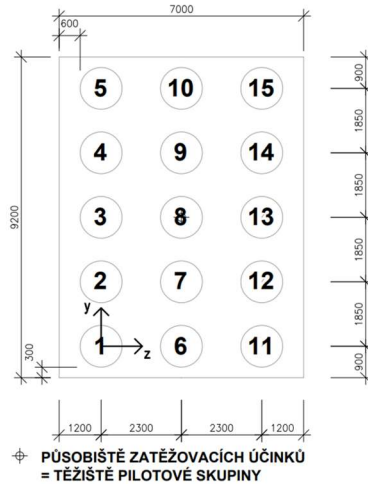 7000
600
900
5 10 15
1850
4 9 14
1850
9200
3 8 13
1850
2 7 12
y
1850
1 z 6 11
300
900
1200 2300 2300 1200
PŮSOBIŠTĚ ZATĚŽOVACÍCH ÚČINKŮ
= TĚŽIŠTĚ PILOTOVÉ SKUPINY